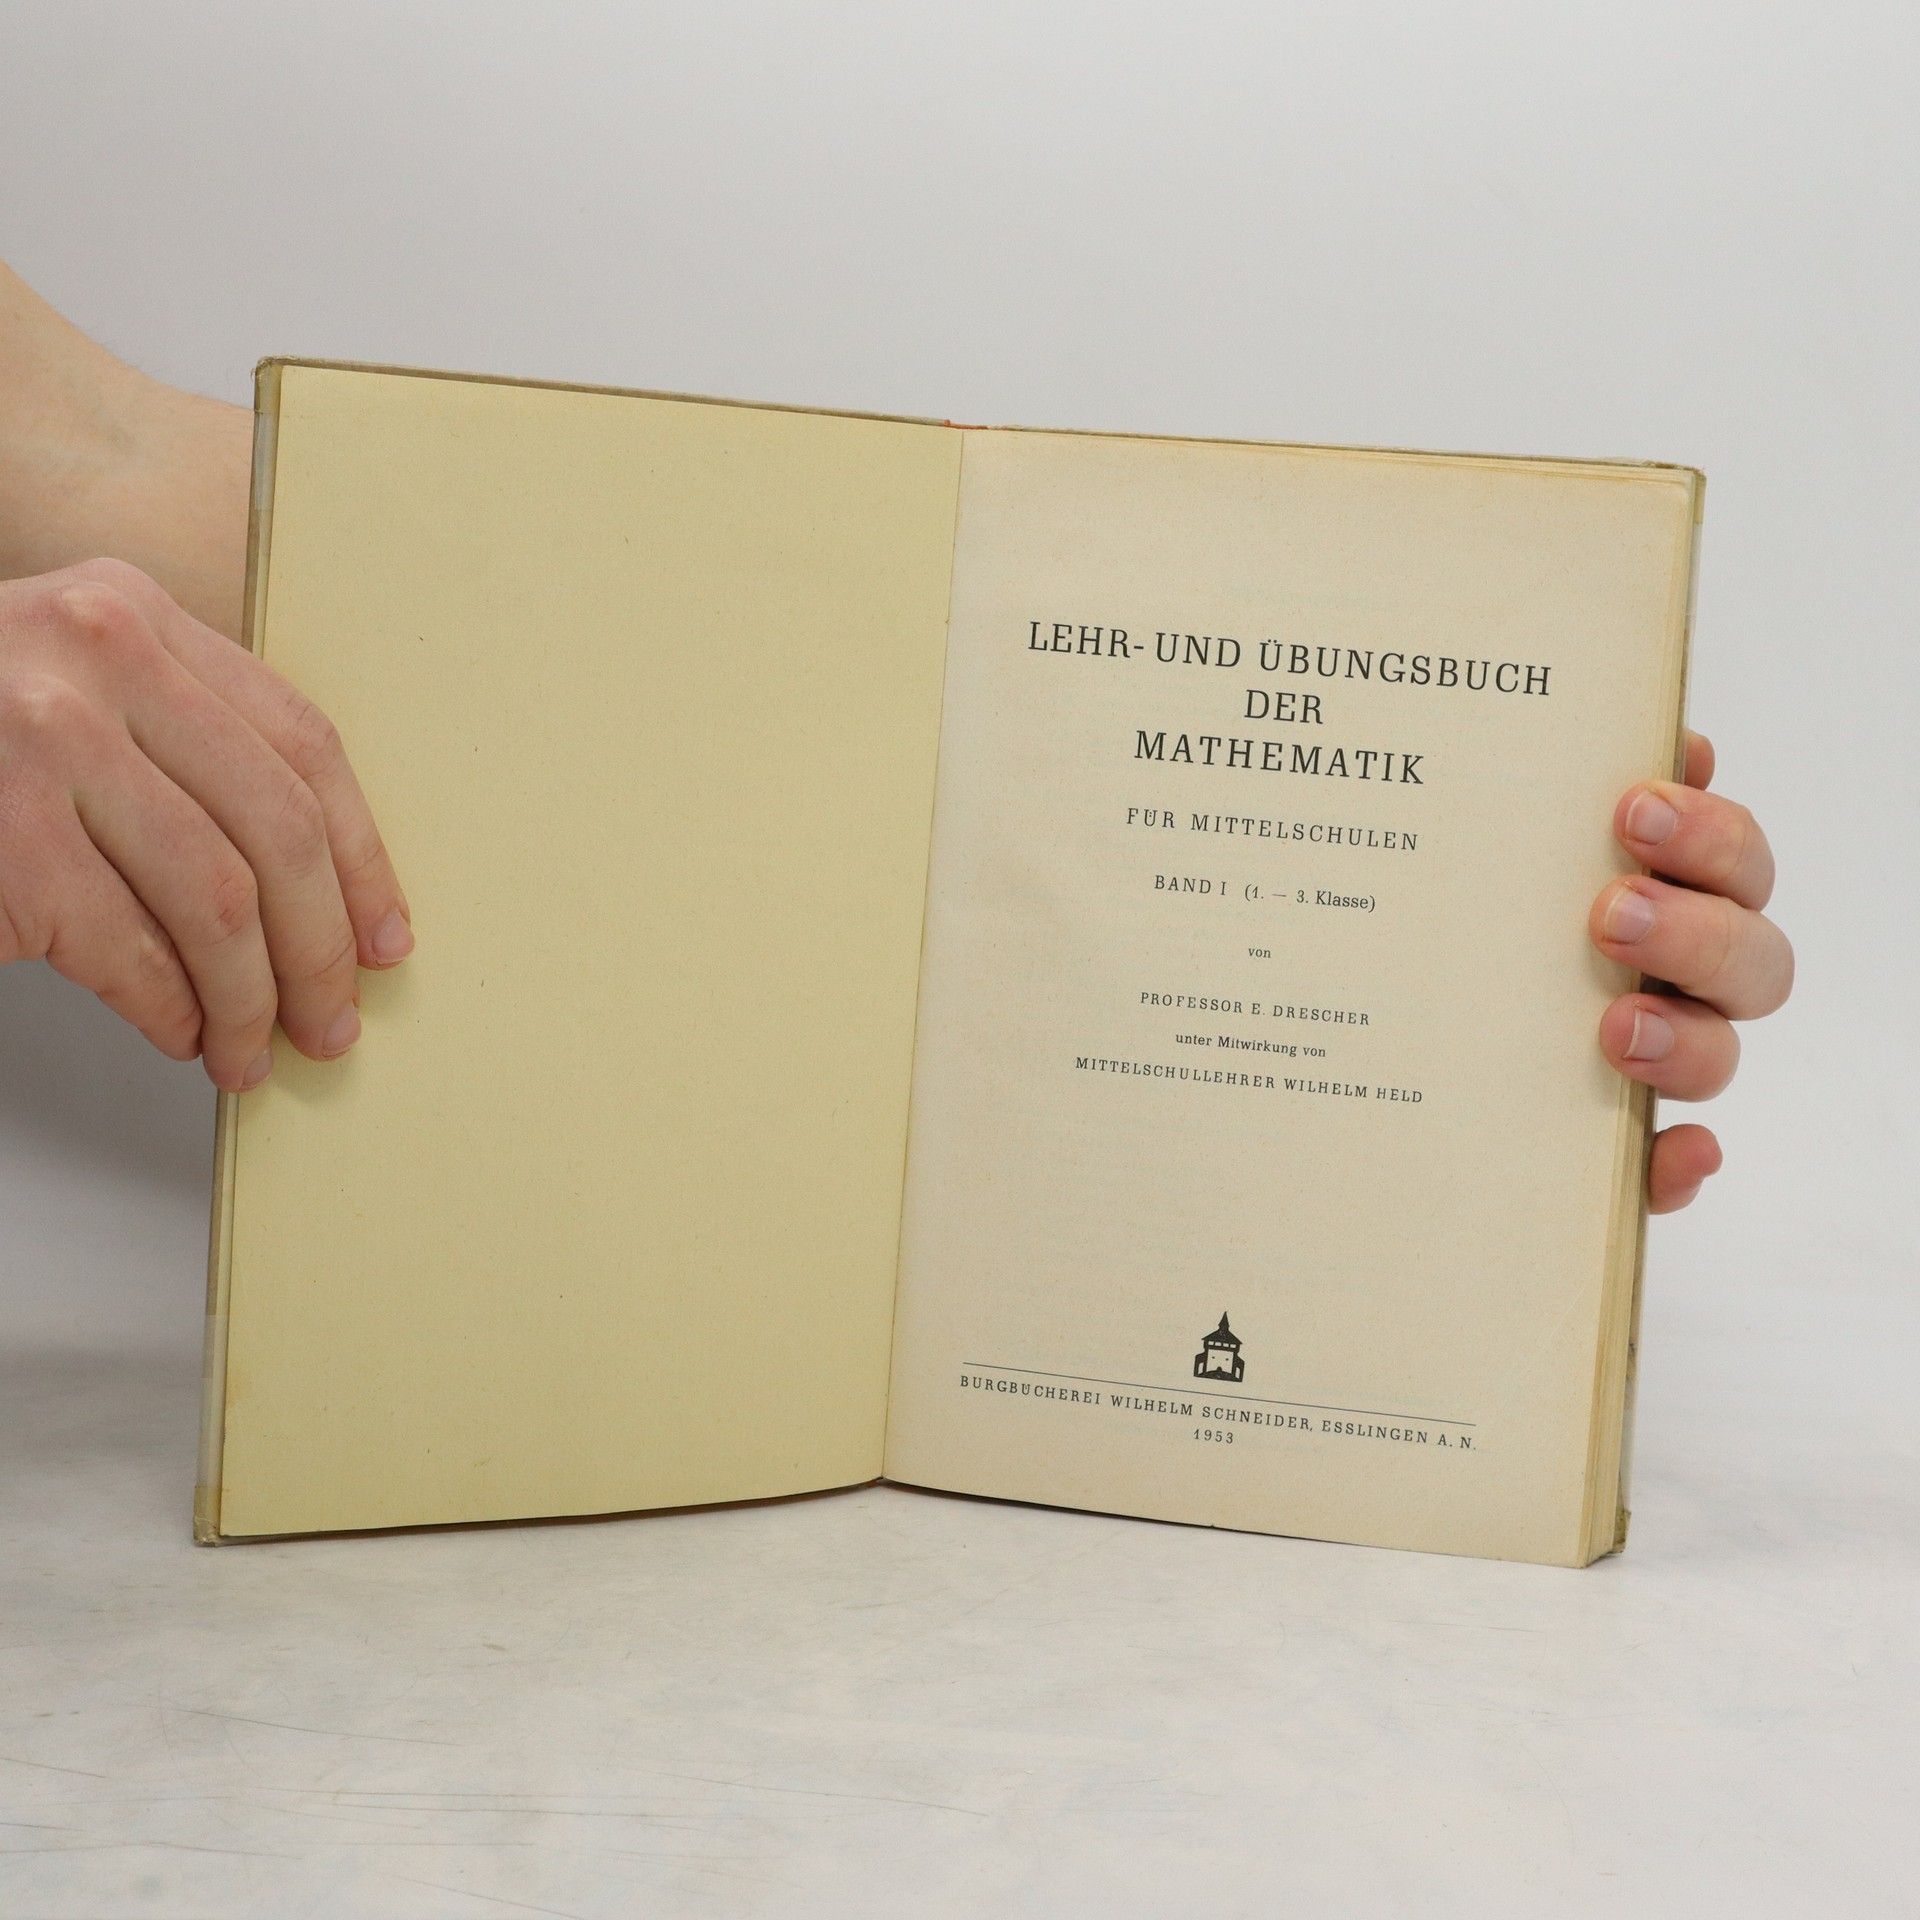 LEHR- UND ÜBUNGSBUCH
DER
MATHEMATIK
FÜR MITTELSCHULEN
BAND I (1. — 3. Klasse)
von
PROFESSOR E. DRESCHER
unter Mitwirkung von
MITTELSCHULLEHRER WILHELM HELD
BURGBÜCHEREI WILHELM SCHNEIDER, ESSLINGEN A. N.
1953